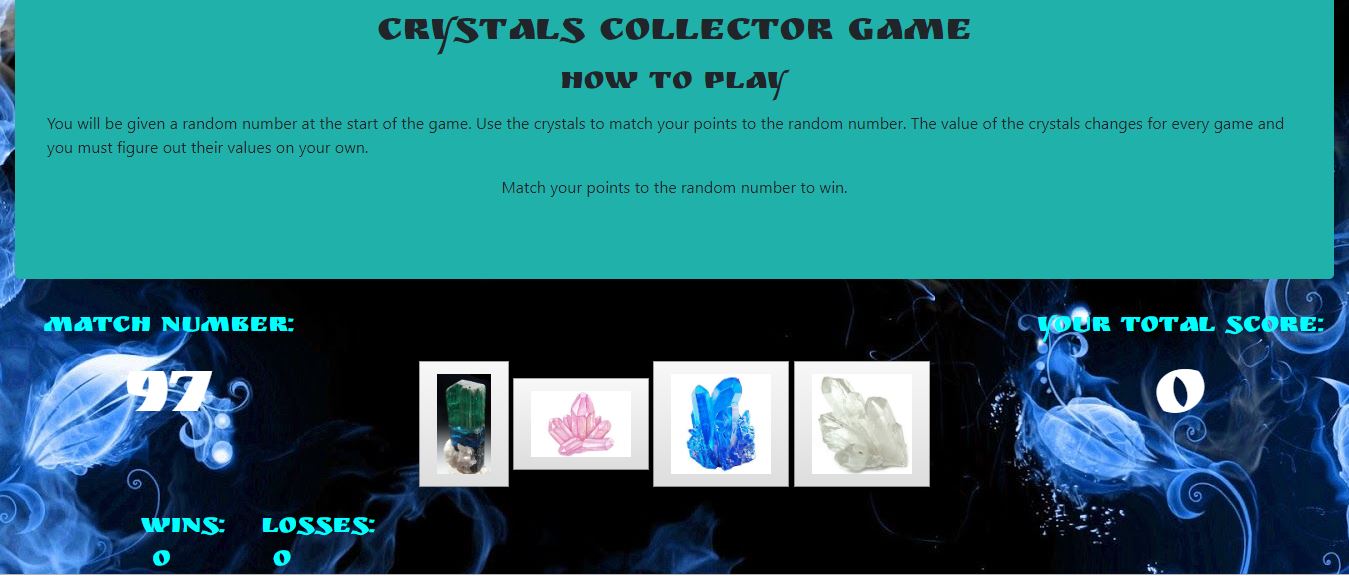 CRYSTALS COLLECTOR GAME
HOW TO PLAY
You will be given a random number at the start of the game. Use the crystals to match your points to the random number. The value of the crystals changes for every game and
you must figure out their values on your own.
Match your points to the random number to win.
MATCH NUMBER:
97
YOUR TOTAL SCORE:
0
WINS:
0
LOSSES:
0